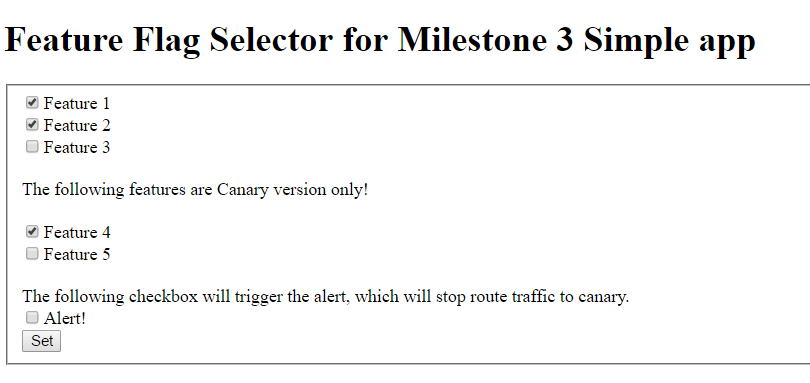 Feature Flag Selector for Milestone 3 Simple app
Feature 1
Feature 2
Feature 3
The following features are Canary version only!
Feature 4
Feature 5
The following checkbox will trigger the alert, which will stop route traffic to canary.
Alert!
Set